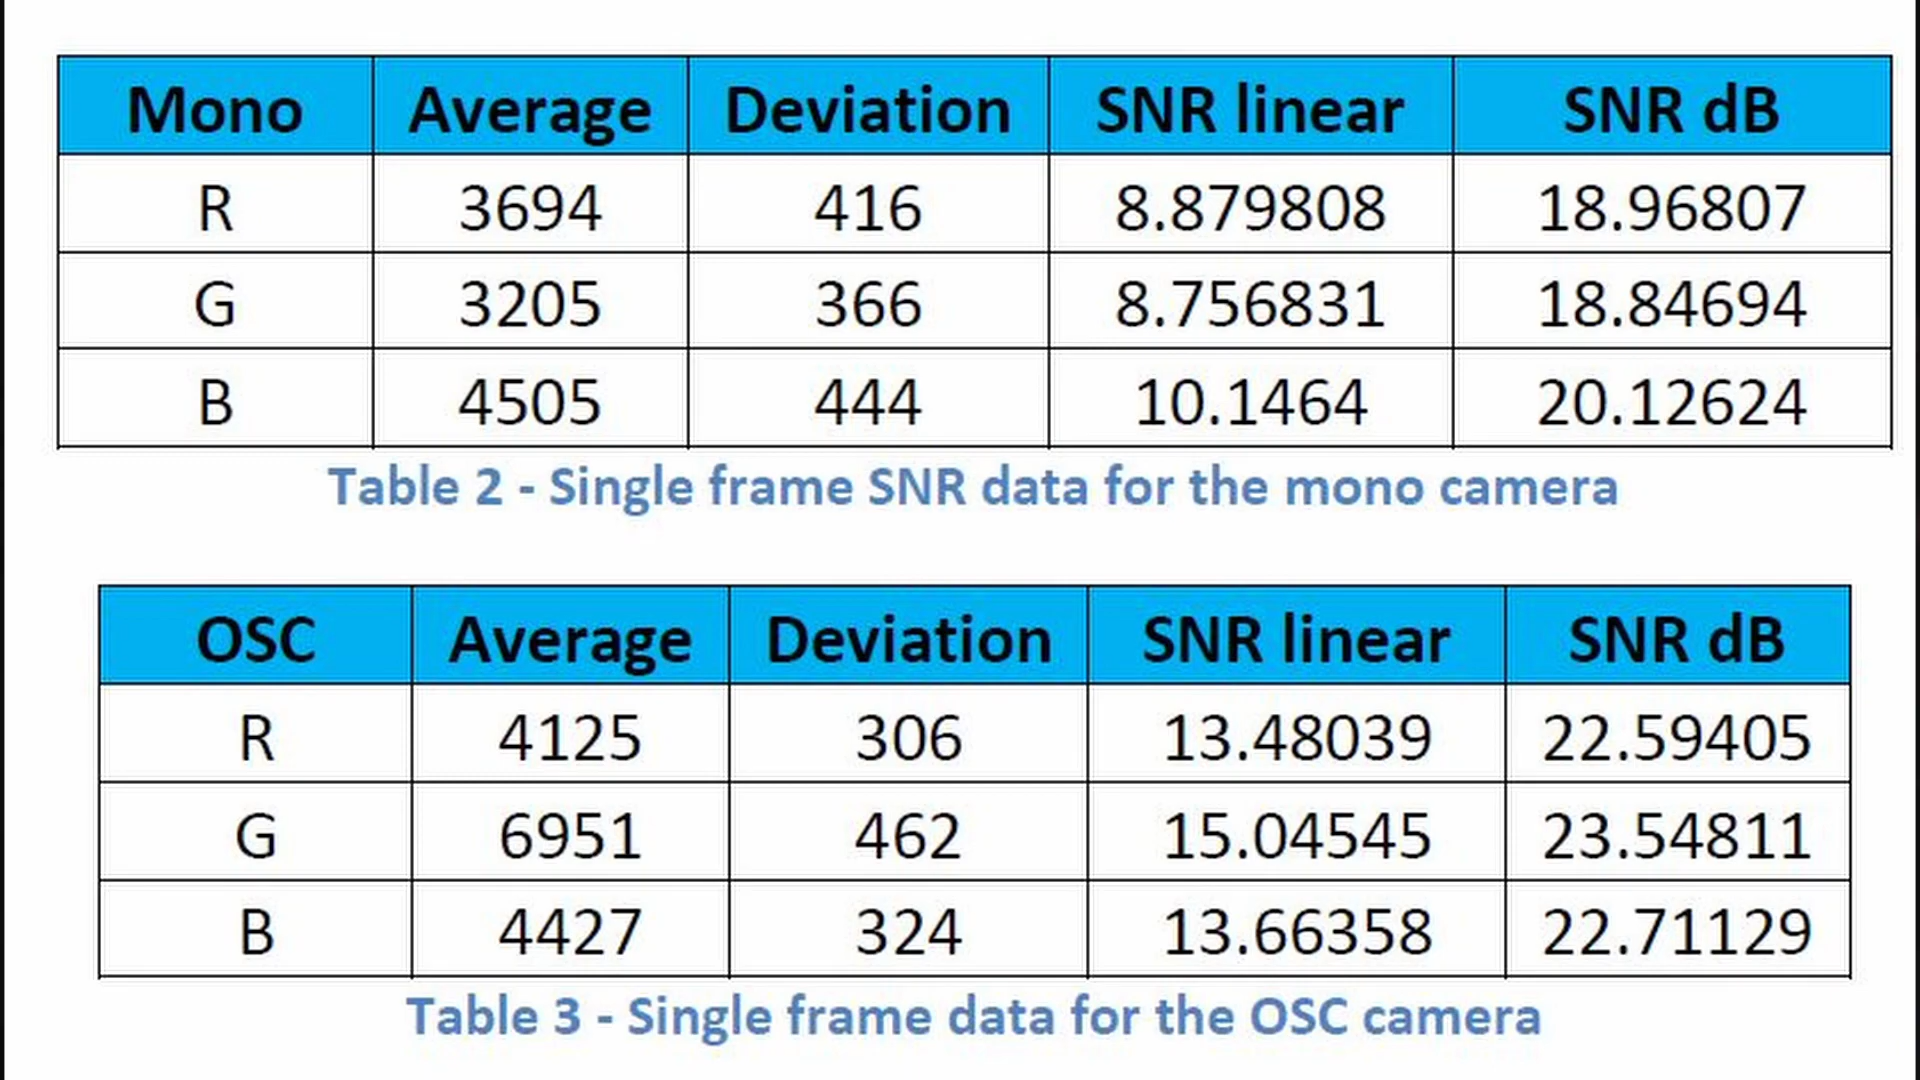 Mono Average Deviation SNR linear SNR dB
R 3694 416 8.879808 18.96807
G 3205 366 8.756831 18.84694
B 4505 444 10.1464 20.12624
Table 2 - Single frame SNR data for the mono camera
OSC Average Deviation SNR linear SNR dB
R 4125 306 13.48039 22.59405
G 6951 462 15.04545 23.54811
B 4427 324 13.66358 22.71129
Table 3 - Single frame data for the OSC camera